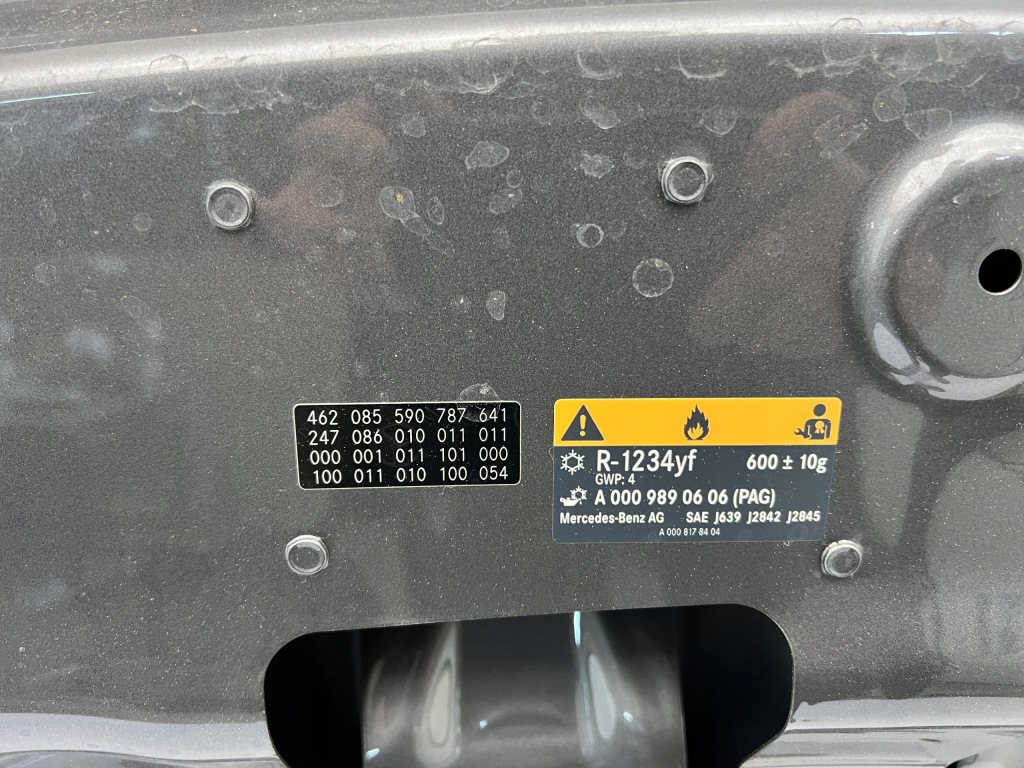 462 085 590 787 641
247 086 010 011 011
000 001 011 101 000
100 011 010 100 054
R-1234yf 600 ± 10g
GWP: 4
A 000 989 06 06 (PAG)
Mercedes-Benz AG SAE J639 J2842 J2845
A 000 817 84 04